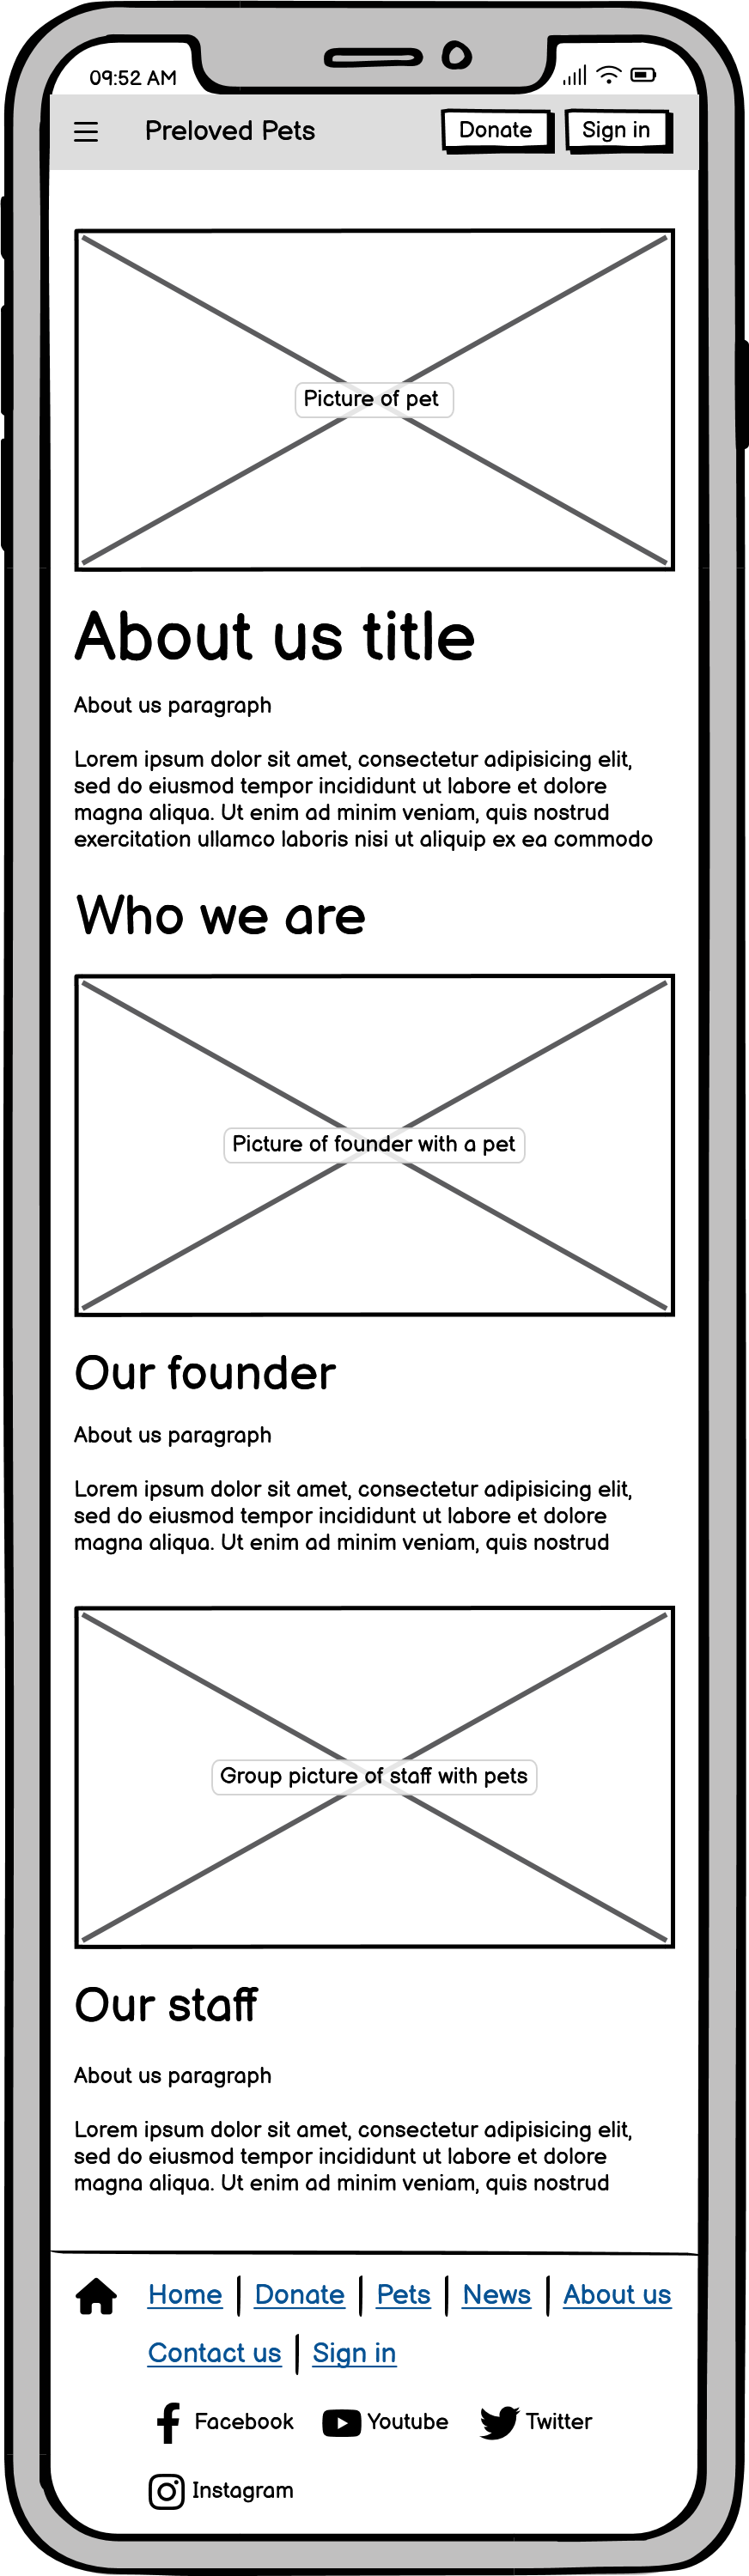 09:52 AM
Preloved Pets Donate Sign in
Picture of pet
About us title
About us paragraph
Lorem ipsum dolor sit amet, consectetur adipisicing elit,
sed do eiusmod tempor incididunt ut labore et dolore
magna aliqua. Ut enim ad minim veniam, quis nostrud
exercitation ullamco laboris nisi ut aliquip ex ea commodo
Who we are
Picture of founder with a pet
Our founder
About us paragraph
Lorem ipsum dolor sit amet, consectetur adipisicing elit,
sed do eiusmod tempor incididunt ut labore et dolore
magna aliqua. Ut enim ad minim veniam, quis nostrud
Group picture of staff with pets
Our staff
About us paragraph
Lorem ipsum dolor sit amet, consectetur adipisicing elit,
sed do eiusmod tempor incididunt ut labore et dolore
magna aliqua. Ut enim ad minim veniam, quis nostrud
Home | Donate | Pets | News | About us
Contact us | Sign in
Facebook Youtube Twitter
Instagram